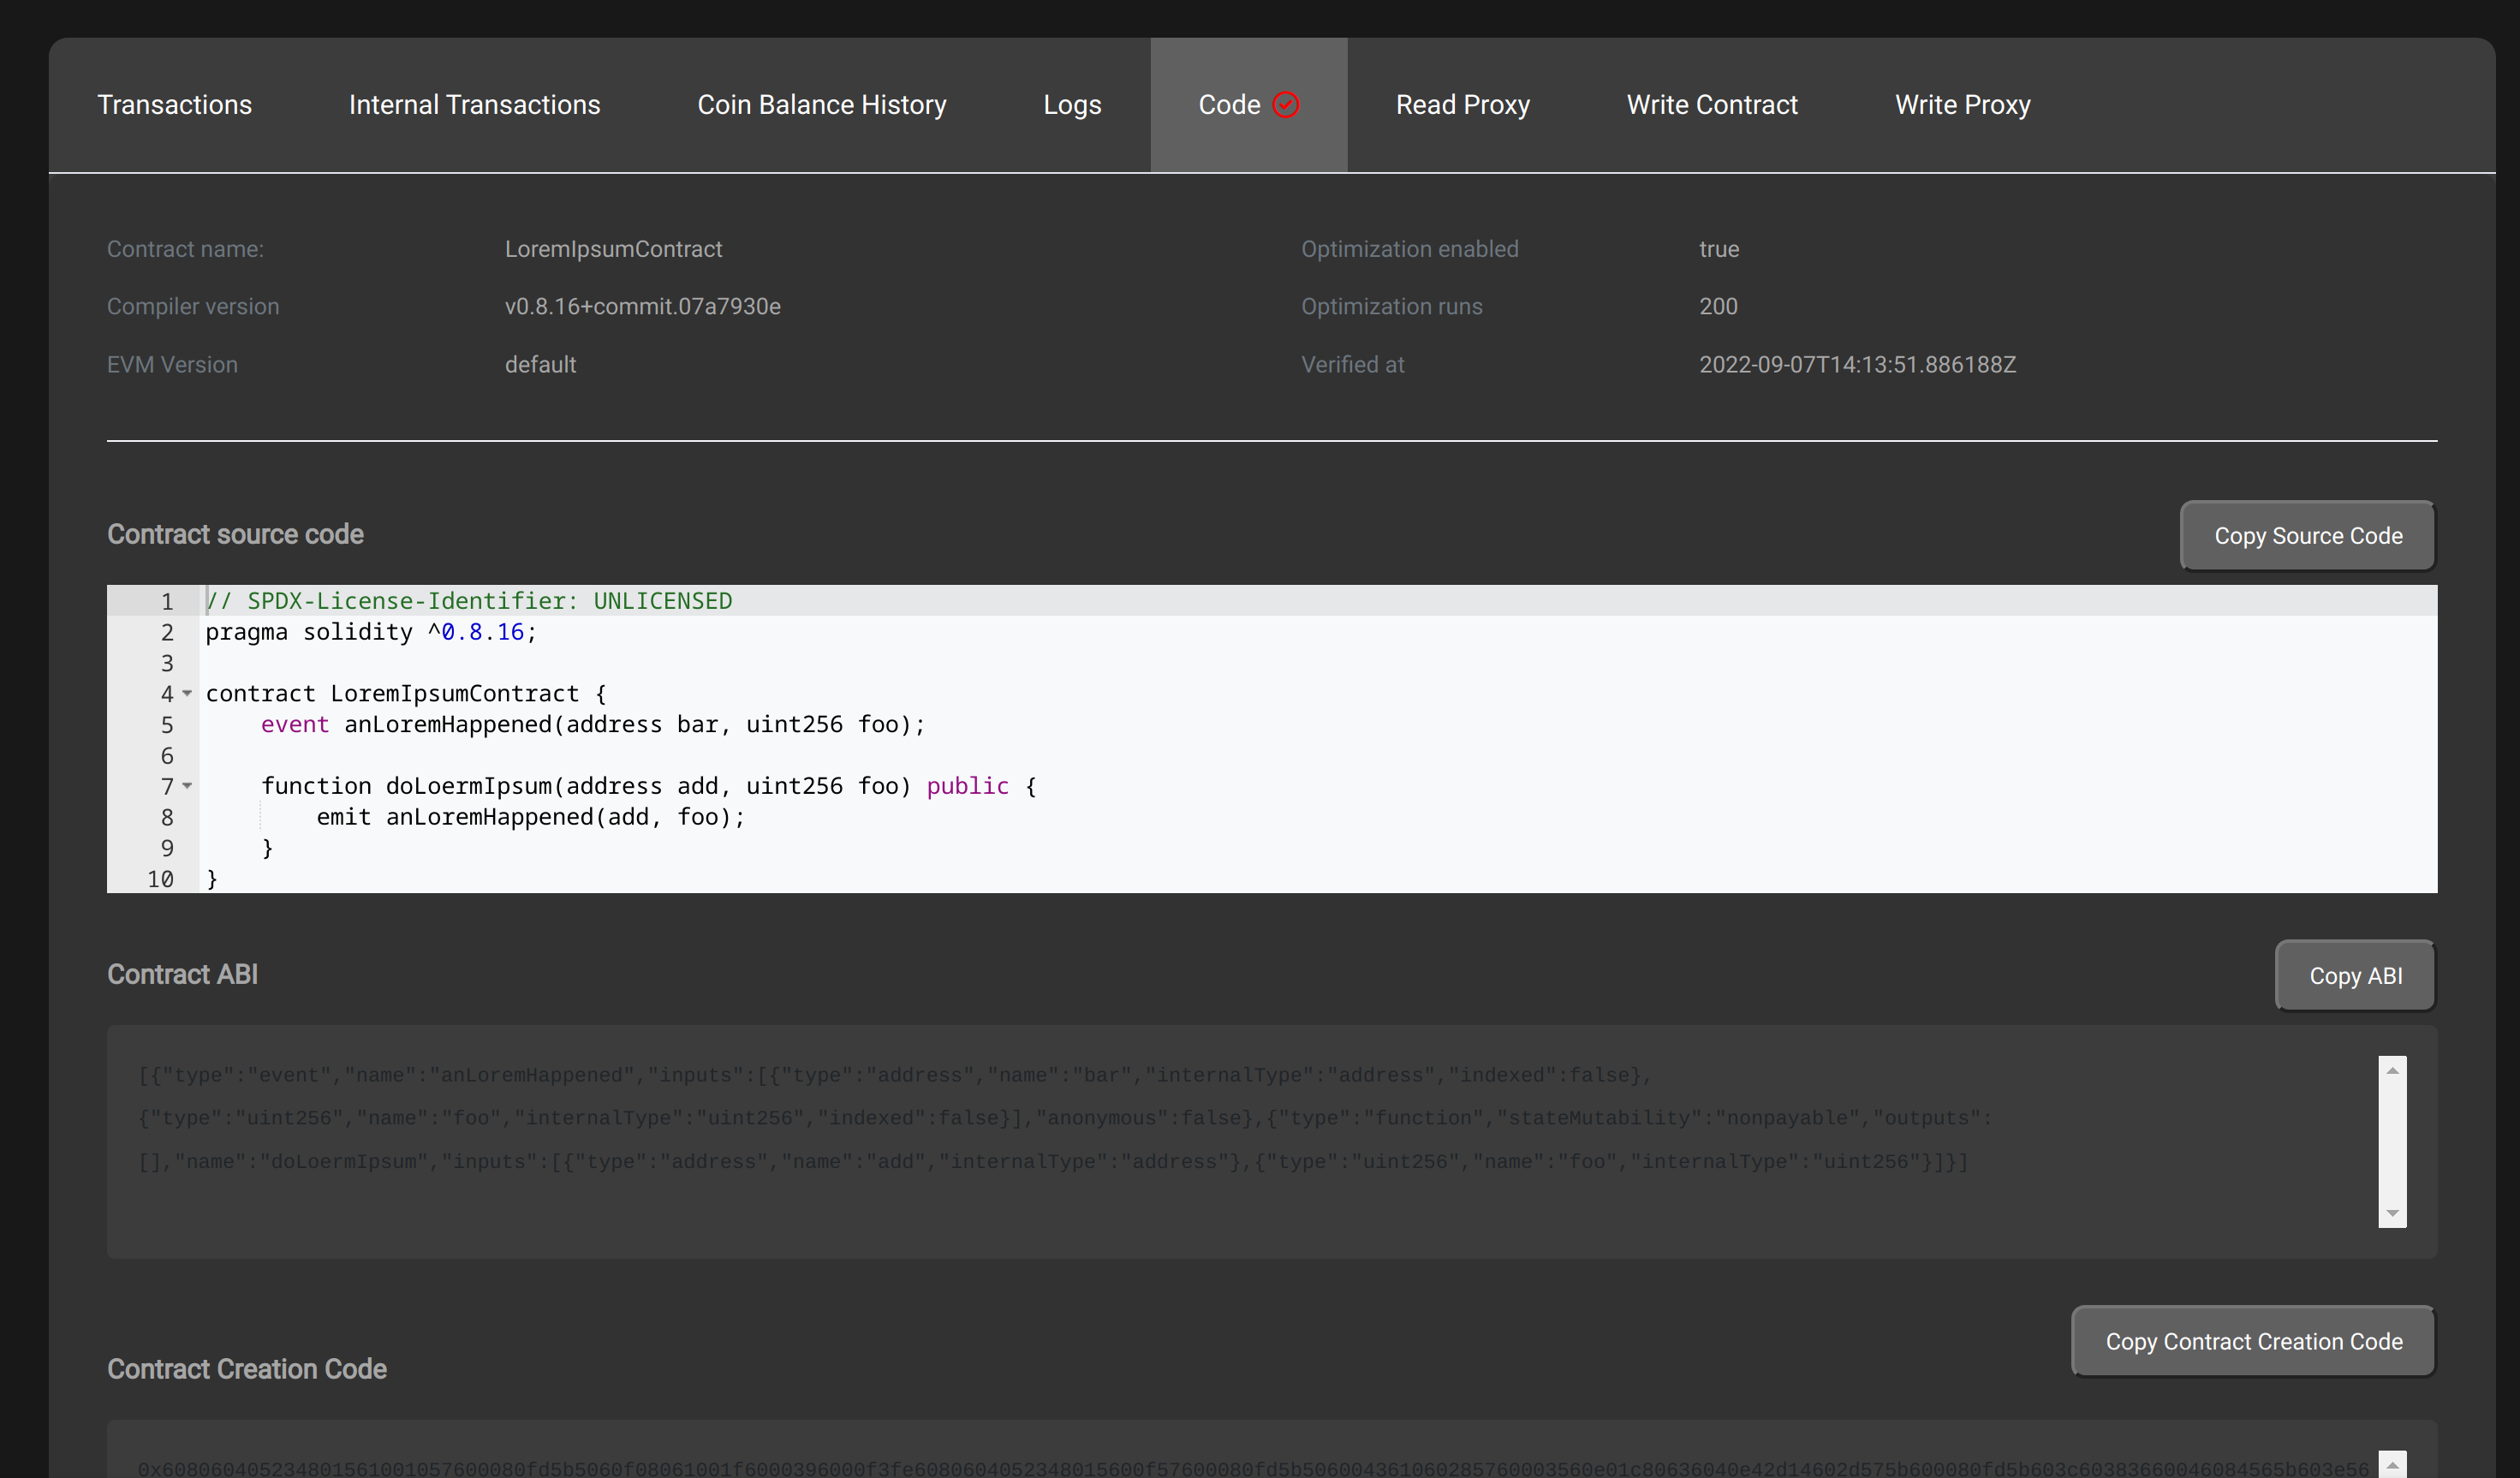 Transactions Internal Transactions Coin Balance History Logs Code Read Proxy Write Contract Write Proxy
Contract name: LoremIpsumContract Optimization enabled true
Compiler version v0.8.16+commit.07a7930e Optimization runs 200
EVM Version default Verified at 2022-09-07T14:13:51.886188Z
Contract source code Copy Source Code
1 // SPDX-License-Identifier: UNLICENSED
2 pragma solidity ^0.8.16;
3
4 contract LoremIpsumContract {
5 event anLoremHappened(address bar, uint256 foo);
6
7 function doLoermIpsum(address add, uint256 foo) public {
8 emit anLoremHappened(add, foo);
9 }
10 }
Contract ABI Copy ABI
[{"type":"event","name":"anLoremHappened","inputs":[{"type":"address","name":"bar","internalType":"address","indexed":false},
{"type":"uint256","name":"foo","internalType":"uint256","indexed":false}],"anonymous":false},{"type":"function","stateMutability":"nonpayable","outputs":
[],"name":"doLoermIpsum","inputs":[{"type":"address","name":"add","internalType":"address"},{"type":"uint256","name":"foo","internalType":"uint256"}]}]
Copy Contract Creation Code
Contract Creation Code
0x608060405234801561001057600080fd5b5060f08061001f6000396000f3fe6080604052348015600f57600080fd5b506004361060285760003560e01c80636040e42d14602d575b600080fd5b603c60383660046084565b603e56